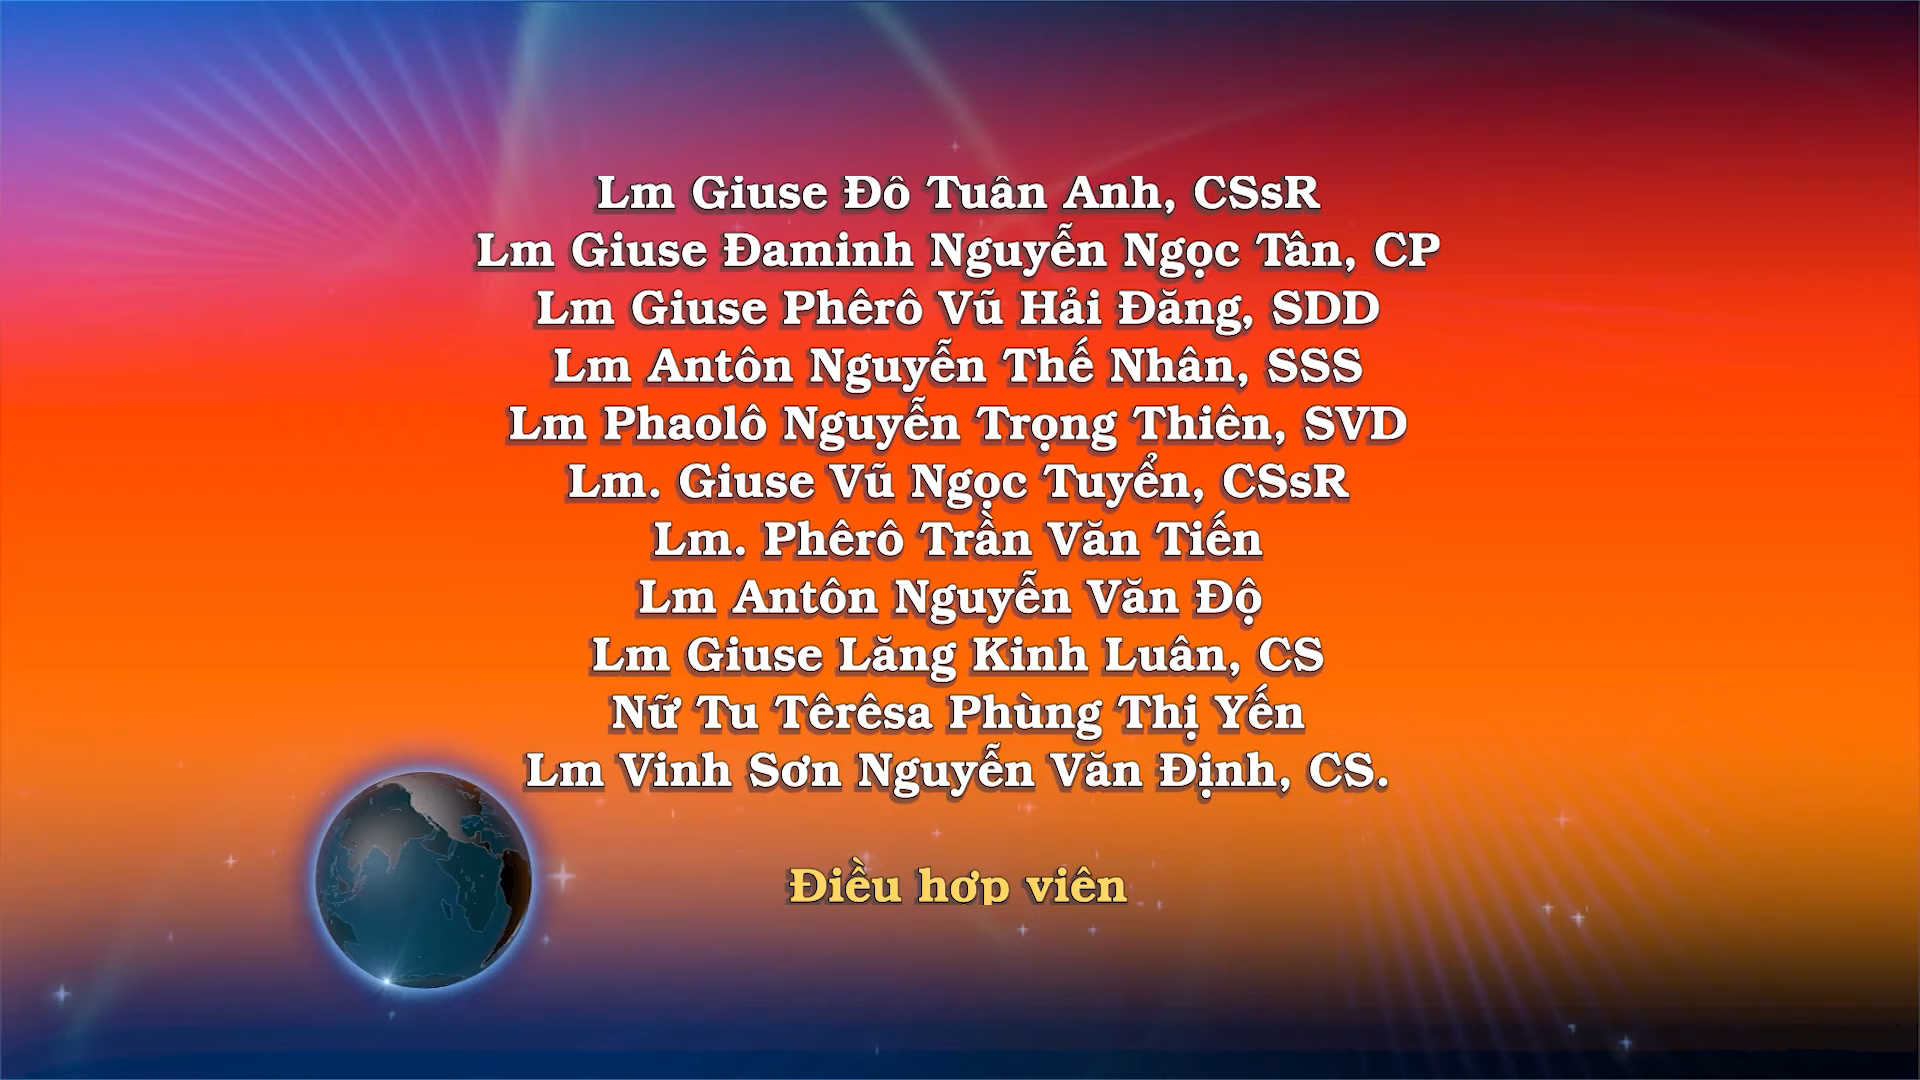 Lm Giuse Đô Tuân Anh, CSsR
Lm Giuse Đaminh Nguyễn Ngọc Tân, CP
Lm Giuse Phêrô Vũ Hải Đăng, SDD
Lm Antôn Nguyễn Thế Nhân, SSS
Lm Phaolô Nguyễn Trọng Thiên, SVD
Lm. Giuse Vũ Ngọc Tuyển, CSsR
Lm. Phêrô Trần Văn Tiến
Lm Antôn Nguyễn Văn Độ
Lm Giuse Lăng Kinh Luân, CS
Nữ Tu Têrêsa Phùng Thị Yến
Lm Vinh Sơn Nguyễn Văn Định, CS.
Điều hợp viên